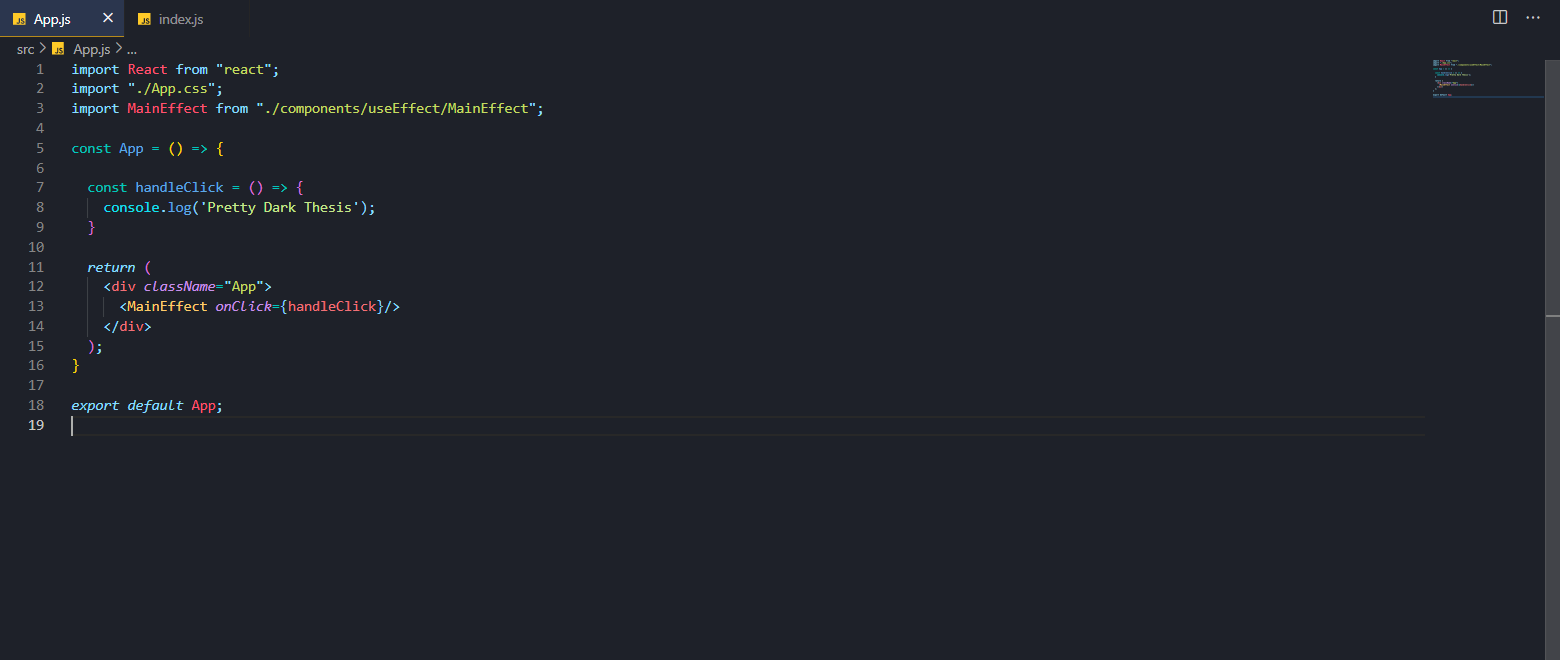 JS App.js × JS index.js ...
src > JS App.js > ...
1 import React from "react";
2 import "./App.css";
3 import MainEffect from "./components/useEffect/MainEffect";
4
5 const App = () => {
6
7   const handleClick = () => {
8     console.log('Pretty Dark Thesis');
9   }
10
11   return (
12     <div className="App">
13       <MainEffect onClick={handleClick}/>
14     </div>
15   );
16 }
17
18 export default App;
19